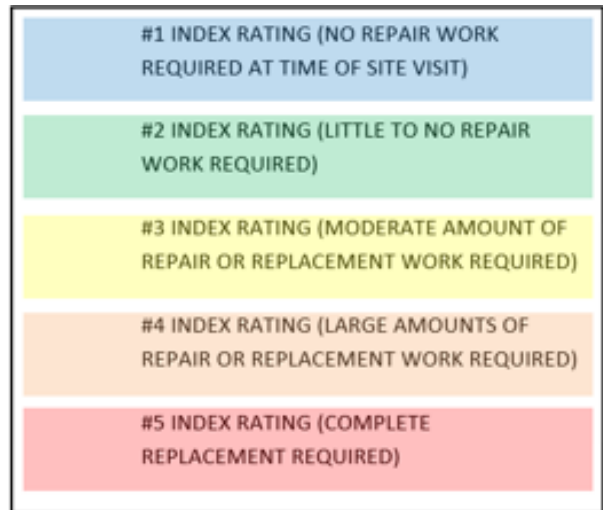 #1 INDEX RATING (NO REPAIR WORK
REQUIRED AT TIME OF SITE VISIT)
#2 INDEX RATING (LITTLE TO NO REPAIR
WORK REQUIRED)
#3 INDEX RATING (MODERATE AMOUNT OF
REPAIR OR REPLACEMENT WORK REQUIRED)
#4 INDEX RATING (LARGE AMOUNTS OF
REPAIR OR REPLACEMENT WORK REQUIRED)
#5 INDEX RATING (COMPLETE
REPLACEMENT REQUIRED)